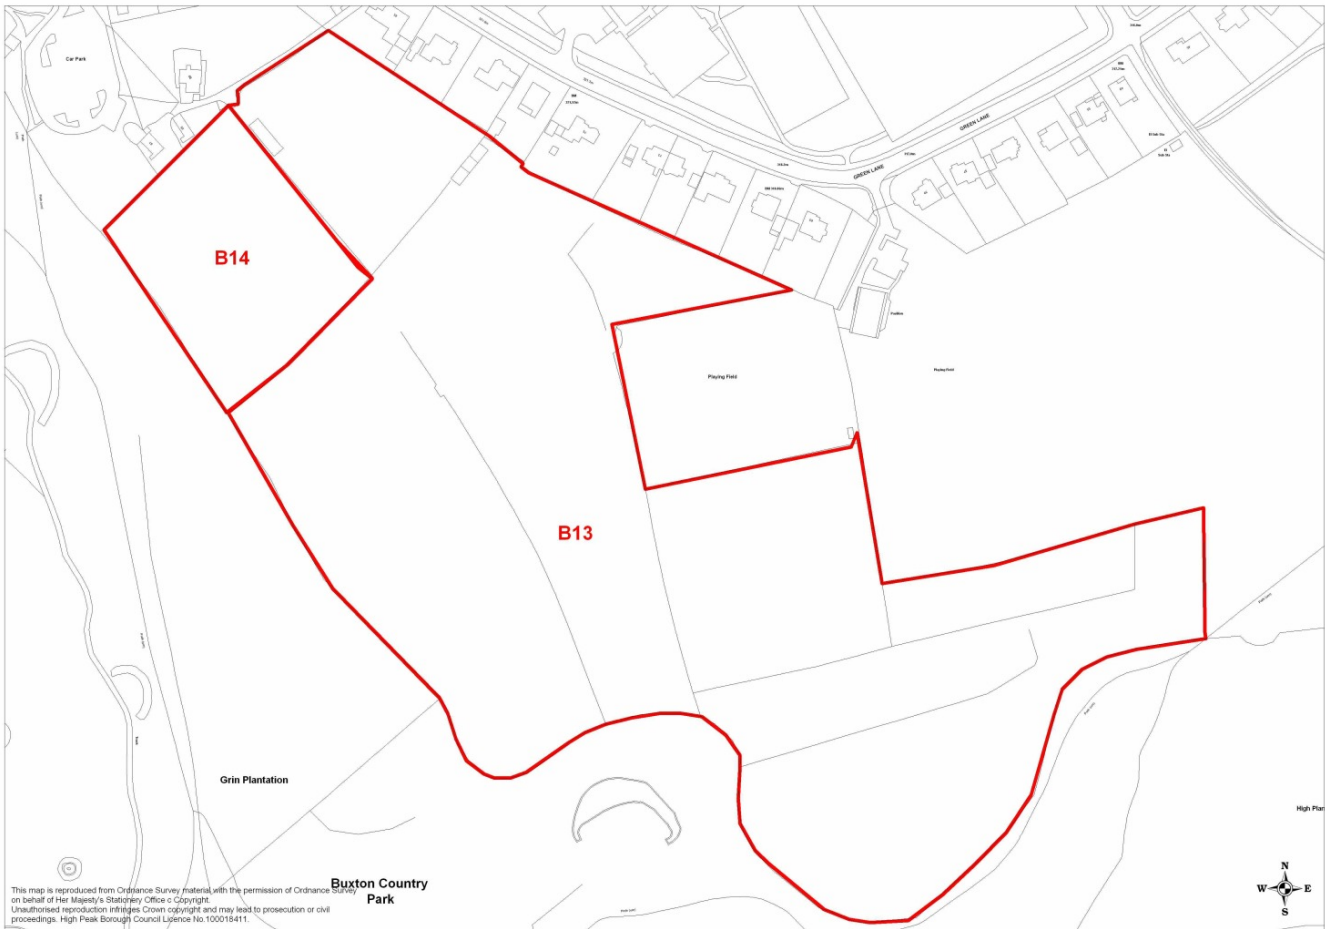 Car Park
GREEN LANE
GREEN LANE
B14
Pavilion
Playing Field
Playing Field
B13
Grin Plantation
High Plan
Buxton Country
Park
N
W E
S
This map is reproduced from Ordnance Survey material with the permission of Ordnance Survey
on behalf of Her Majesty's Stationery Office c Copyright.
Unauthorised reproduction infringes Crown copyright and may lead to prosecution or civil
proceedings. High Peak Borough Council Licence No.100018411.